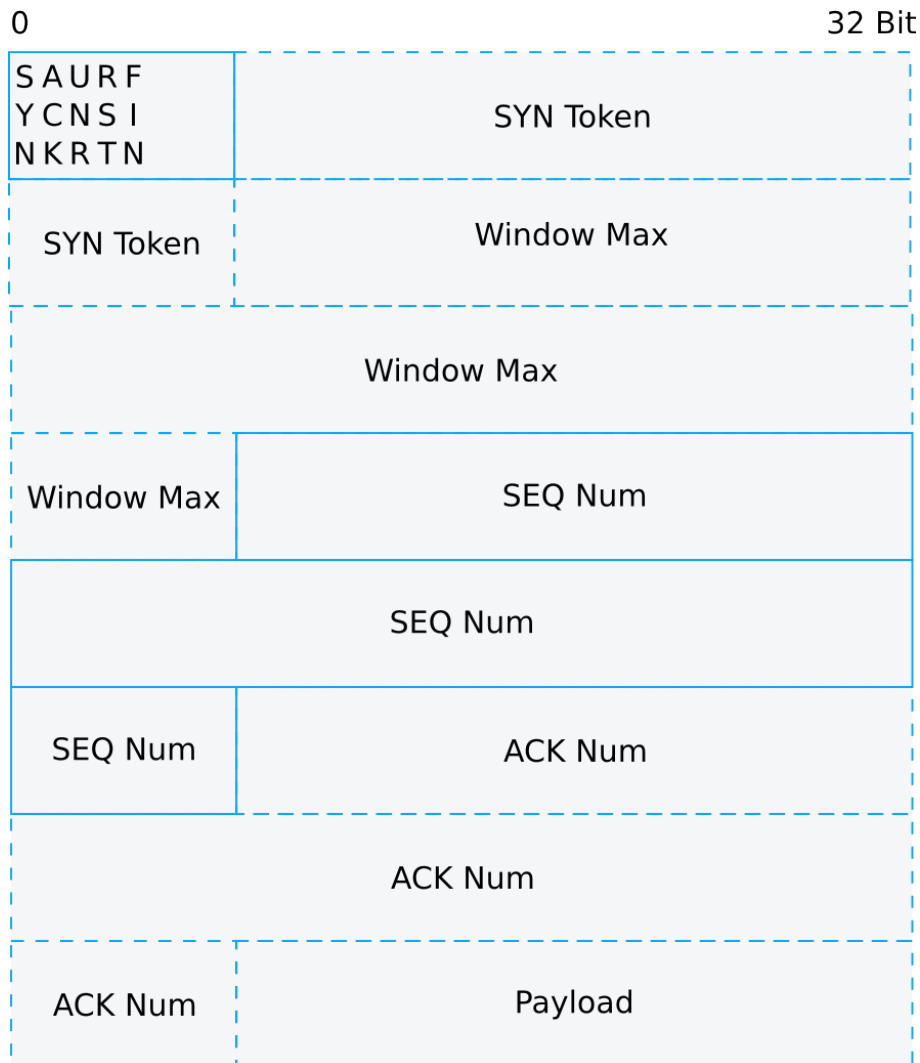 0 32 Bit
S A U R F
Y C N S I
N K R T N
SYN Token
SYN Token
Window Max
Window Max
Window Max
SEQ Num
SEQ Num
SEQ Num
ACK Num
ACK Num
ACK Num
Payload